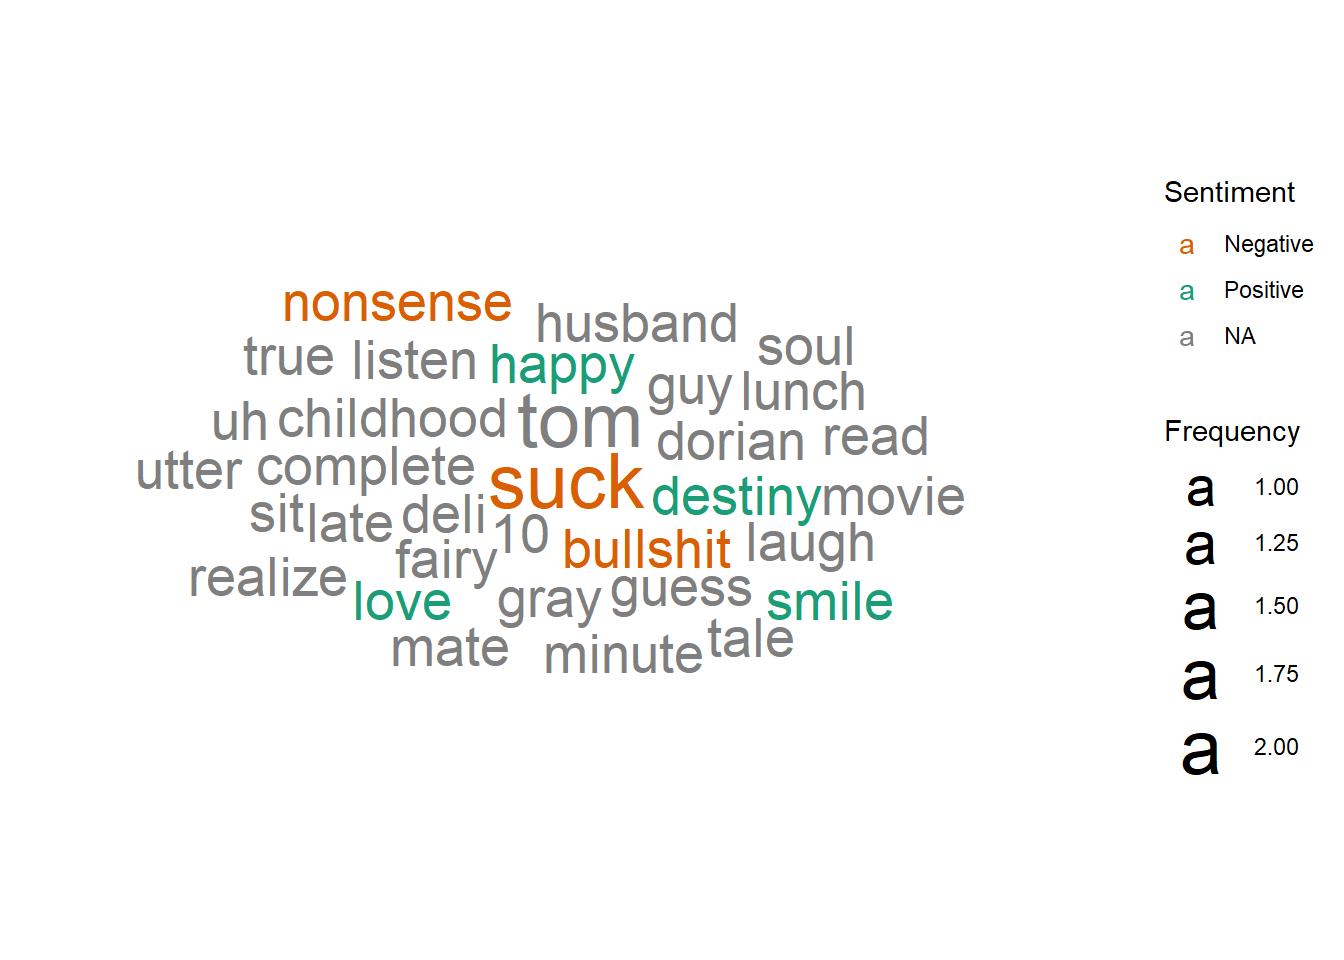 nonsense
husband
soul
true listen happy
guy lunch
uh childhood tom dorian read
utter complete suck destiny movie
sit late deli 10 bullshit laugh
realize fairy
love gray guess smile
mate minute tale
Sentiment
a Negative
a Positive
a NA
Frequency
a 1.00
a 1.25
a 1.50
a 1.75
a 2.00